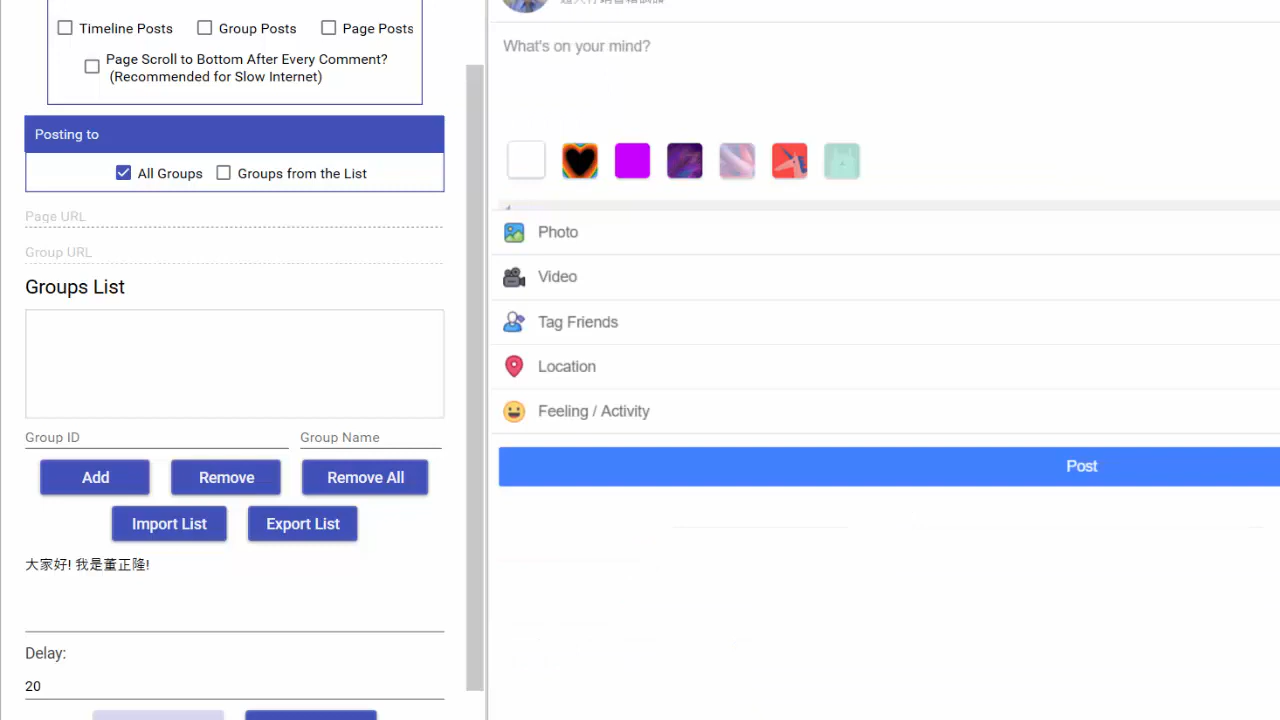 Timeline Posts Group Posts Page Posts
Page Scroll to Bottom After Every Comment?
(Recommended for Slow Internet)
Posting to
All Groups Groups from the List
Page URL
Group URL
Groups List
Group ID Group Name
Add Remove Remove All
Import List Export List
大家好! 我是董正隆!
Delay:
20
What's on your mind?
Photo
Video
Tag Friends
Location
Feeling / Activity
Post